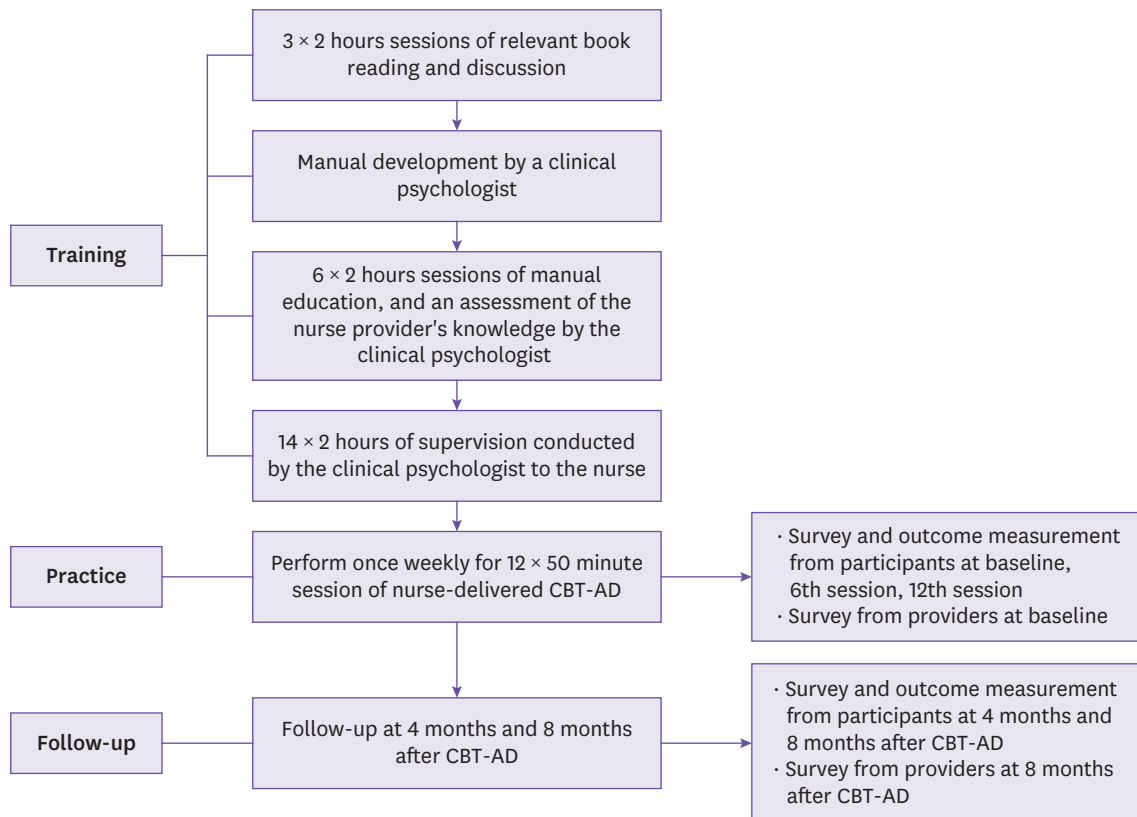 3 × 2 hours sessions of relevant book
reading and discussion
Manual development by a clinical
psychologist
Training
6 × 2 hours sessions of manual
education, and an assessment of the
nurse provider's knowledge by the
clinical psychologist
14 × 2 hours of supervision conducted
by the clinical psychologist to the nurse
Practice
Perform once weekly for 12 × 50 minute
session of nurse-delivered CBT-AD
· Survey and outcome measurement
from participants at baseline,
6th session, 12th session
· Survey from providers at baseline
Follow-up
Follow-up at 4 months and 8 months
after CBT-AD
· Survey and outcome measurement
from participants at 4 months and
8 months after CBT-AD
· Survey from providers at 8 months
after CBT-AD